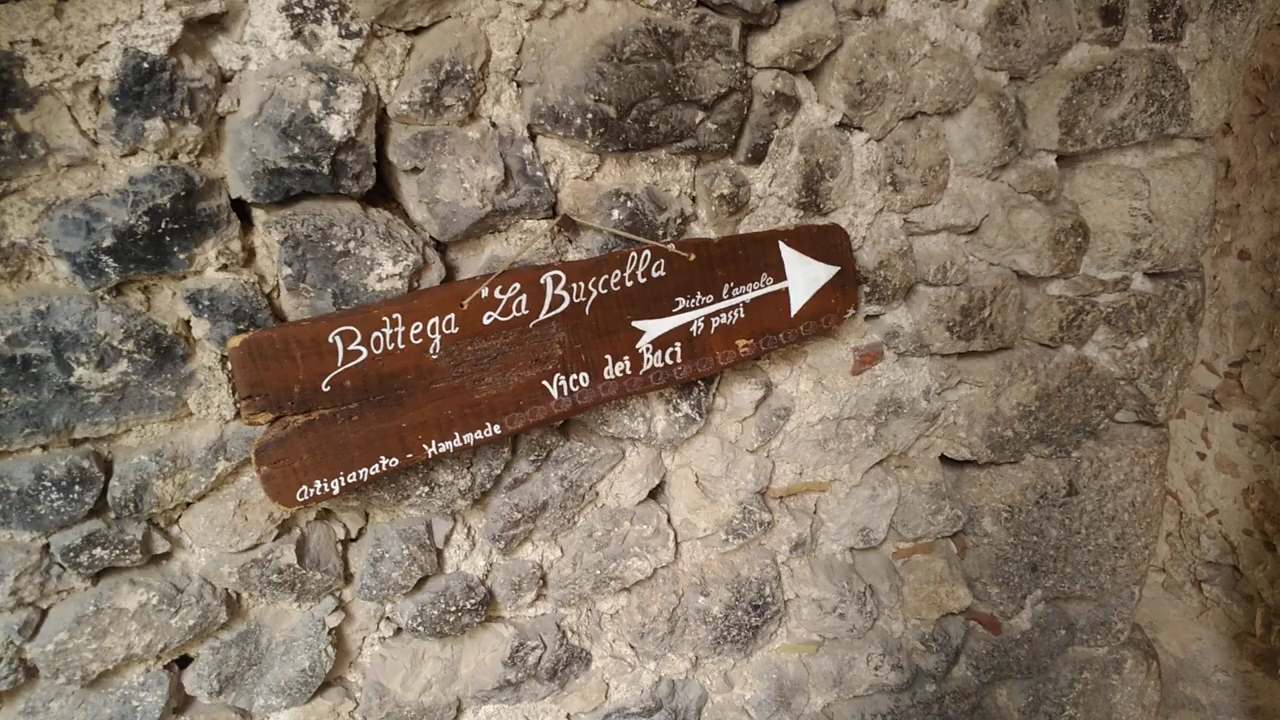 Bottega "La Buscella
Dietro l'angolo
15 passi
Vico dei Baci
Artigianato - Handmade